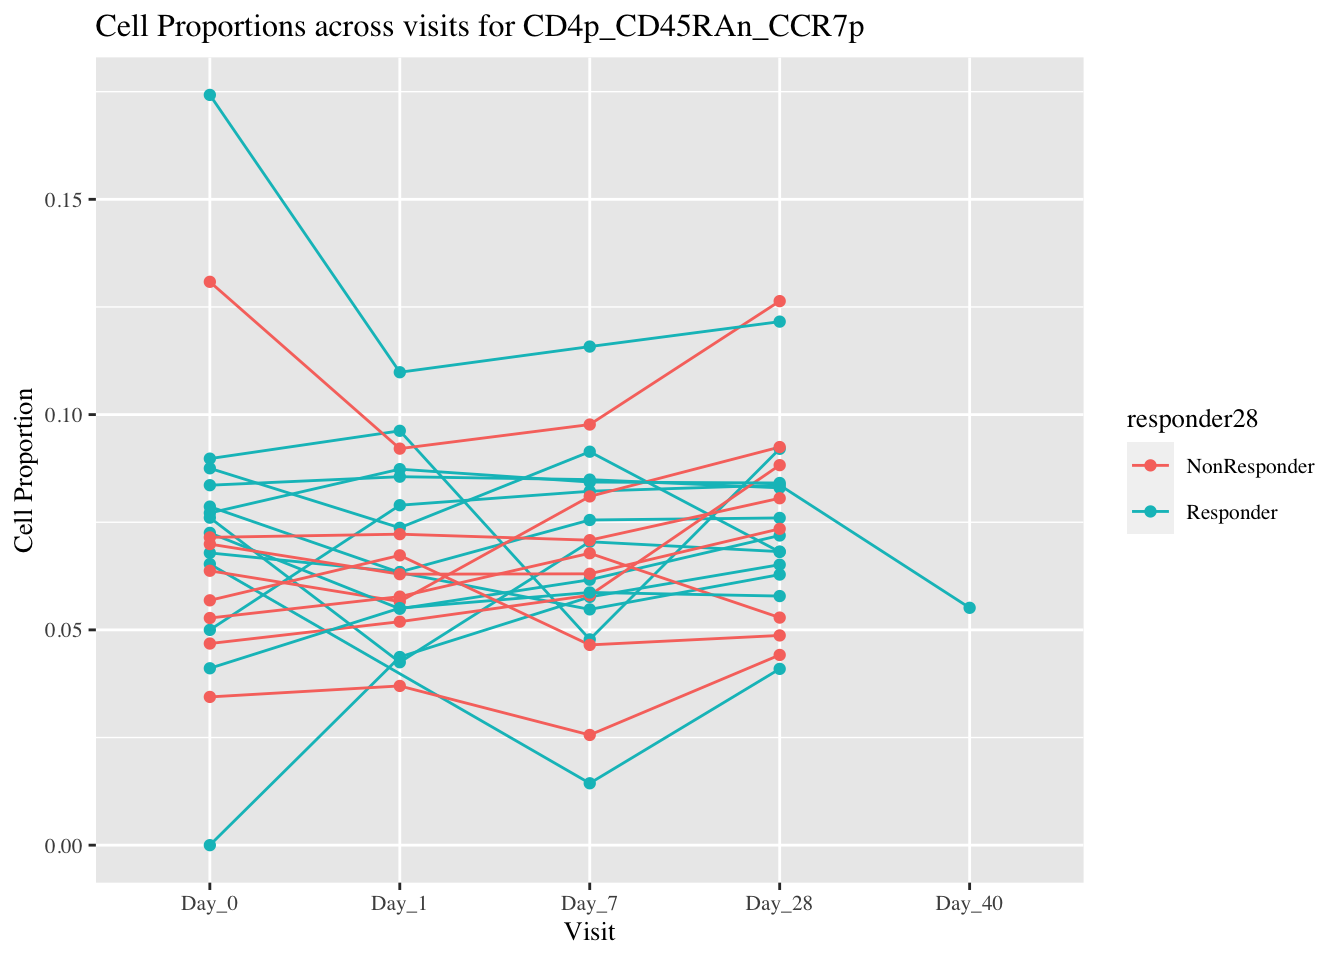 Cell Proportions across visits for CD4p_CD45RAn_CCR7p
0.15
0.10
0.05
0.00
Cell Proportion
Day_0 Day_1 Day_7 Day_28 Day_40
Visit
responder28
NonResponder
Responder